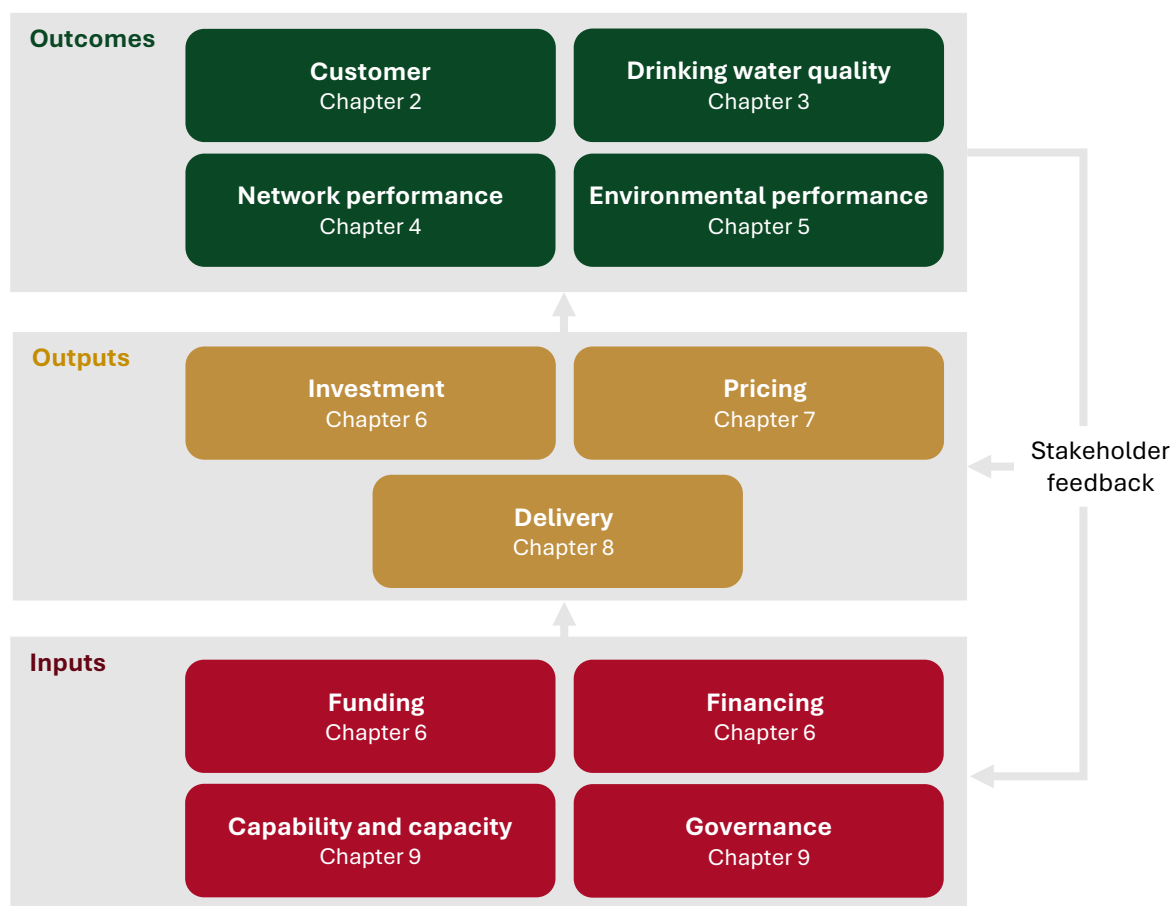 Outcomes
Customer
Chapter 2
Drinking water quality
Chapter 3
Network performance
Chapter 4
Environmental performance
Chapter 5
Outputs
Investment
Chapter 6
Pricing
Chapter 7
Delivery
Chapter 8
Stakeholder
feedback
Inputs
Funding
Chapter 6
Financing
Chapter 6
Capability and capacity
Chapter 9
Governance
Chapter 9